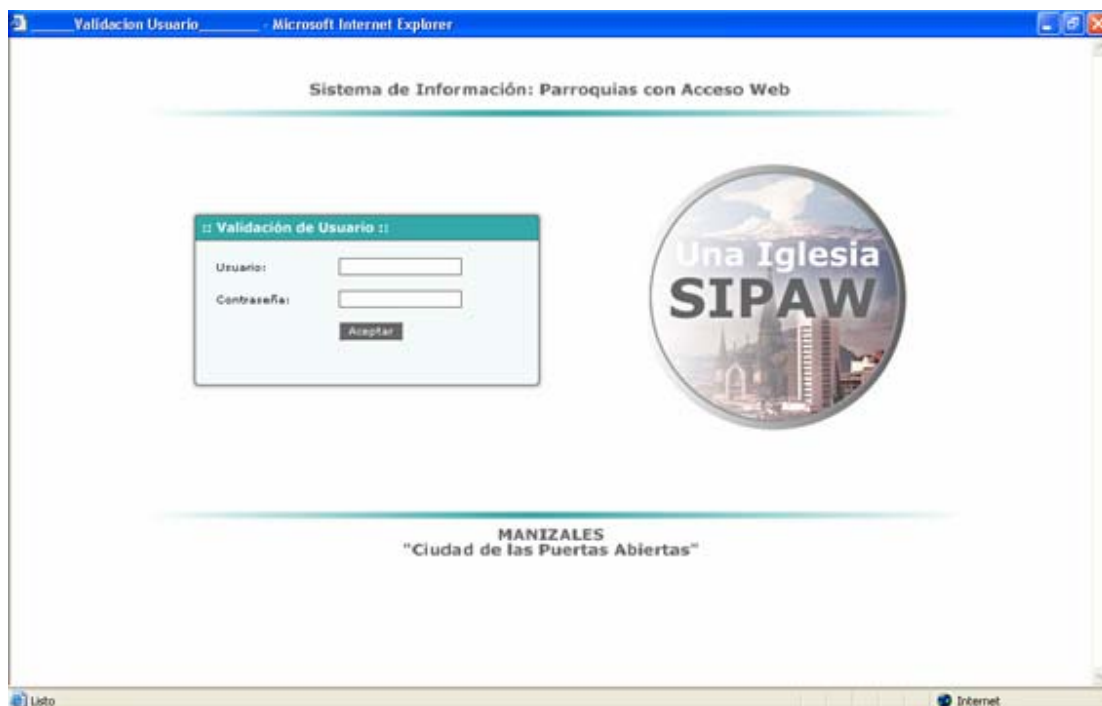 _____Validacion Usuario________ - Microsoft Internet Explorer
Sistema de Información: Parroquias con Acceso Web
:: Validación de Usuario ::
Usuario:
Contraseña:
Aceptar
Una Iglesia
SIPAW
MANIZALES
"Ciudad de las Puertas Abiertas"
Listo
Internet